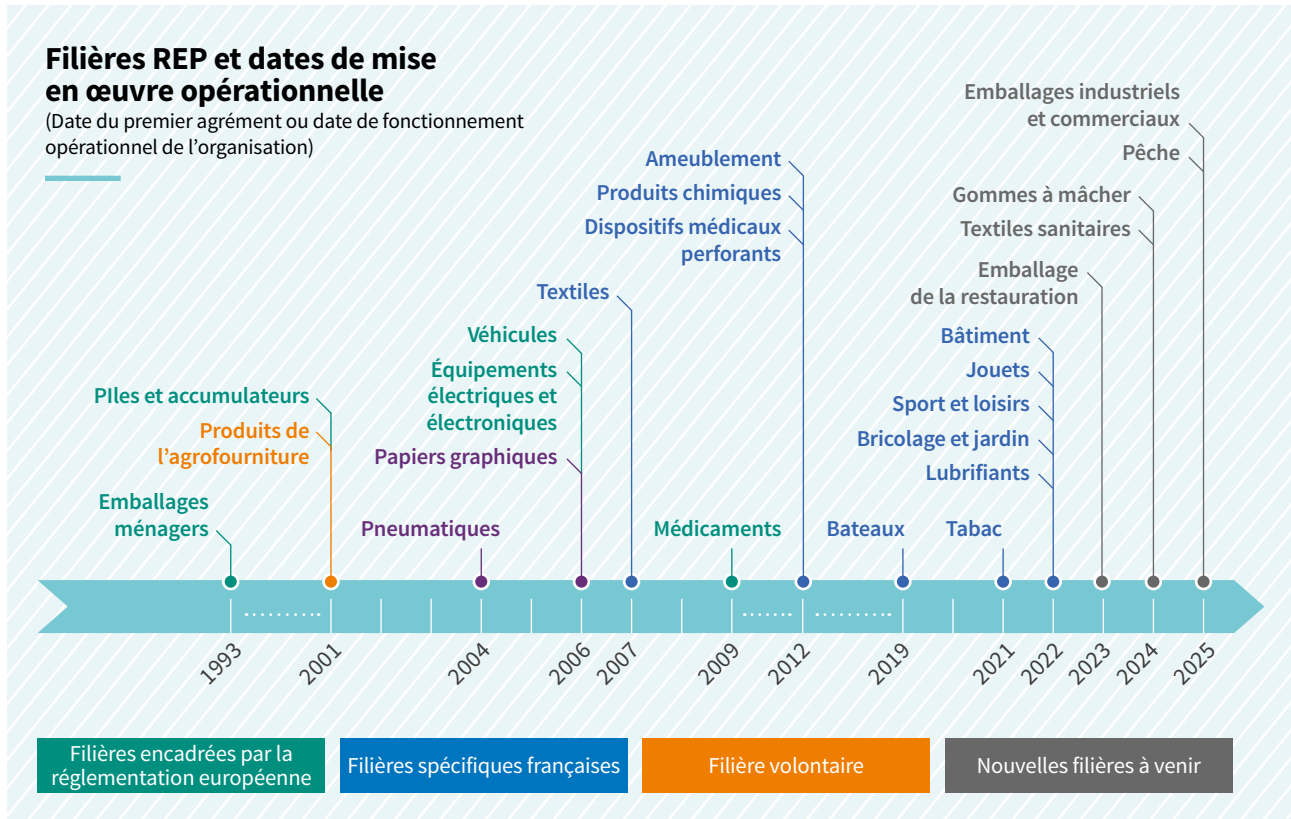 Filières REP et dates de mise
en œuvre opérationnelle
(Date du premier agrément ou date de fonctionnement
opérationnel de l’organisation)
Emballages industriels
et commerciaux
Pêche
Ameublement
Produits chimiques
Dispositifs médicaux
perforants
Gommes à mâcher
Textiles sanitaires
Emballage
de la restauration
Textiles
Véhicules
Équipements
électriques et
électroniques
Papiers graphiques
Bâtiment
Jouets
Sport et loisirs
Bricolage et jardin
Lubrifiants
PIles et accumulateurs
Produits de
l’agrofourniture
Emballages
ménagers
Pneumatiques
Médicaments
Bateaux
Tabac
1993
2001
2004
2006
2007
2009
2012
2019
2021
2022
2023
2024
2025
Filières encadrées par la
réglementation européenne
Filières spécifiques françaises
Filière volontaire
Nouvelles filières à venir